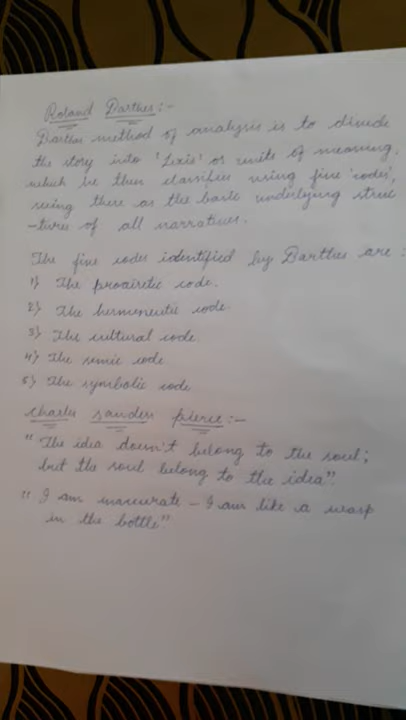 Roland Barthes:-
Barthes method of analysis is to divide
the story into 'Lexis' or units of meaning,
which he then classifies using five 'codes',
seeing there as the basic underlying struc
-tures of all narratives.
The five codes identified by Barthes are :
1) The proairetic code.
2) The hermeneutic code.
3) The cultural code.
4) The semic code
5) The symbolic code
Charles sanders pierce:-
"The idea doesn't belong to the soul;
but the soul belong to the idea".
" I am inaccurate - I am like a wasp
in the bottle".